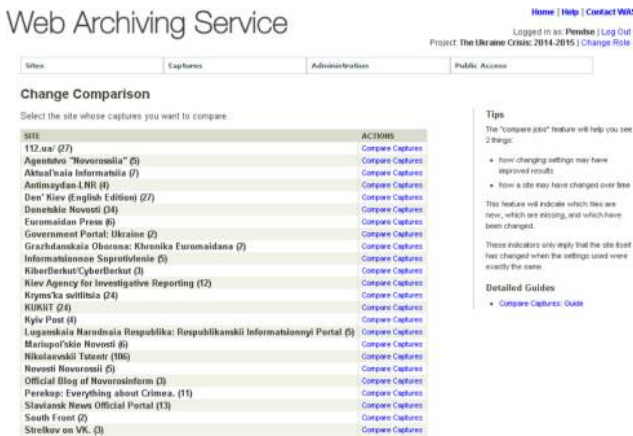 Web Archiving Service
Home | Help | Contact WAS
Logged in as: Pendse | Log Out
Project: The Ukraine Crisis: 2014-2015 | Change Role
Sites Captures Administration Public Access
Change Comparison
Select the site whose captures you want to compare.
SITE ACTIONS
112.ua/ (27) Compare Captures
Agentstvo "Novorossiia" (5) Compare Captures
Aktual'naia Informatsiia (7) Compare Captures
Antimaydan-LNR (4) Compare Captures
Den' Kiev (English Edition) (27) Compare Captures
Donetskie Novosti (34) Compare Captures
Euromaidan Press (6) Compare Captures
Government Portal: Ukraine (2) Compare Captures
Grazhdanskaia Oborona: Khronika Euromaidana (2) Compare Captures
Informatsionnoe Soprotivlenie (5) Compare Captures
KiberBerkut/CyberBerkut (3) Compare Captures
Kiev Agency for Investigative Reporting (12) Compare Captures
Kryms'ka svitlitsia (24) Compare Captures
KUKIiT (24) Compare Captures
Kyiv Post (4) Compare Captures
Luganskaia Narodnaia Respublika: Respublikanskii Informatsionnyi Portal (5) Compare Captures
Mariupol'skie Novosti (6) Compare Captures
Nikolaevskii Tstentr (106) Compare Captures
Novosti Novorossii (5) Compare Captures
Official Blog of Novorosinform (3) Compare Captures
Perekop: Everything about Crimea. (11) Compare Captures
Slaviansk News Official Portal (13) Compare Captures
South Front (2) Compare Captures
Strelkov on VK. (3) Compare Captures
Tips
The "compare jobs" feature will help you see
2 things:
how changing settings may have
improved results
how a site may have changed over time
This feature will indicate which files are
new, which are missing, and which have
been changed.
These indicators only imply that the site itself
has changed when the settings used were
exactly the same.
Detailed Guides
Compare Captures: Guide